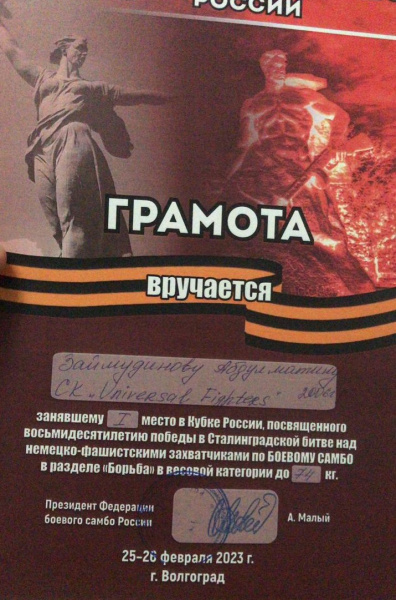 РОССИИ
ГРАМОТА
вручается
Займудинову Абдулматину
СК „Universal Fighters"
занявшему I место в Кубке России, посвященного
восьмидесятилетию победы в Сталинградской битве над
немецко-фашистскими захватчиками по БОЕВОМУ САМБО
в разделе «Борьба» в весовой категории до 74 кг.
Президент Федерации
боевого самбо России
А. Малый
25-26 февраля 2023 г.
г. Волгоград